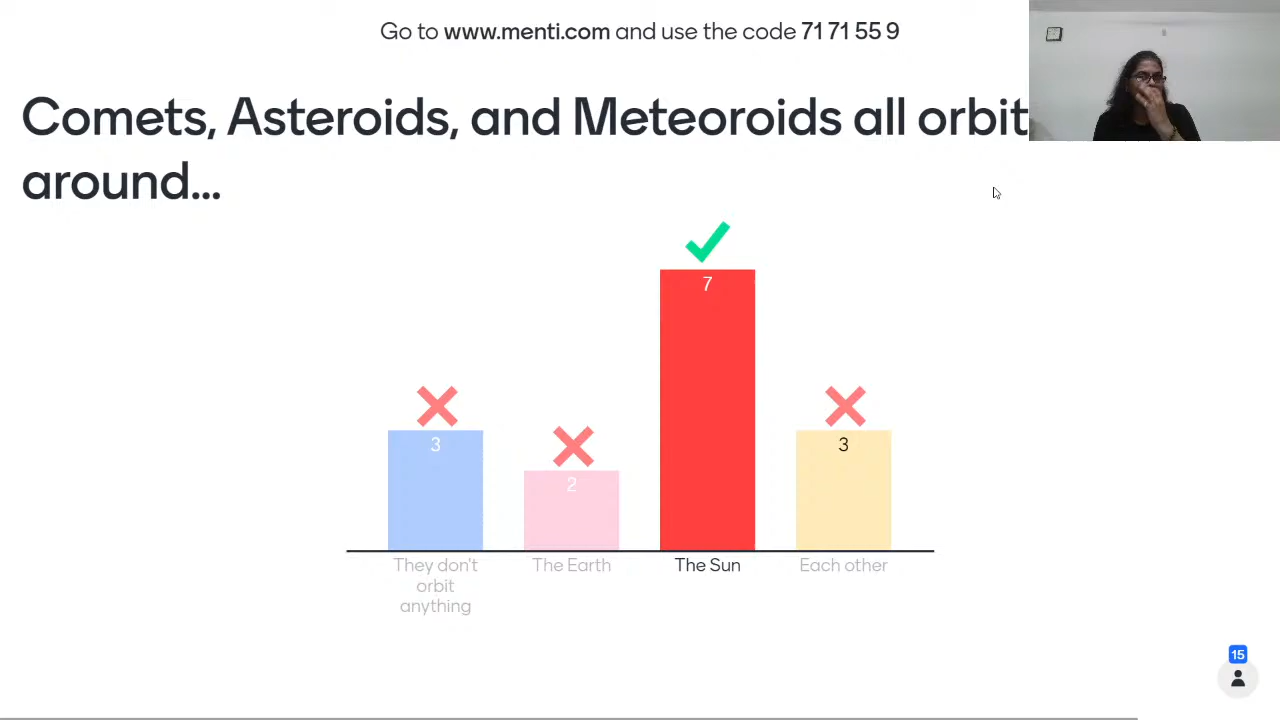 Go to www.menti.com and use the code 71 71 55 9
Comets, Asteroids, and Meteoroids all orbit
around...
7
3
3
2
They don't
orbit
anything
The Earth
The Sun
Each other
15